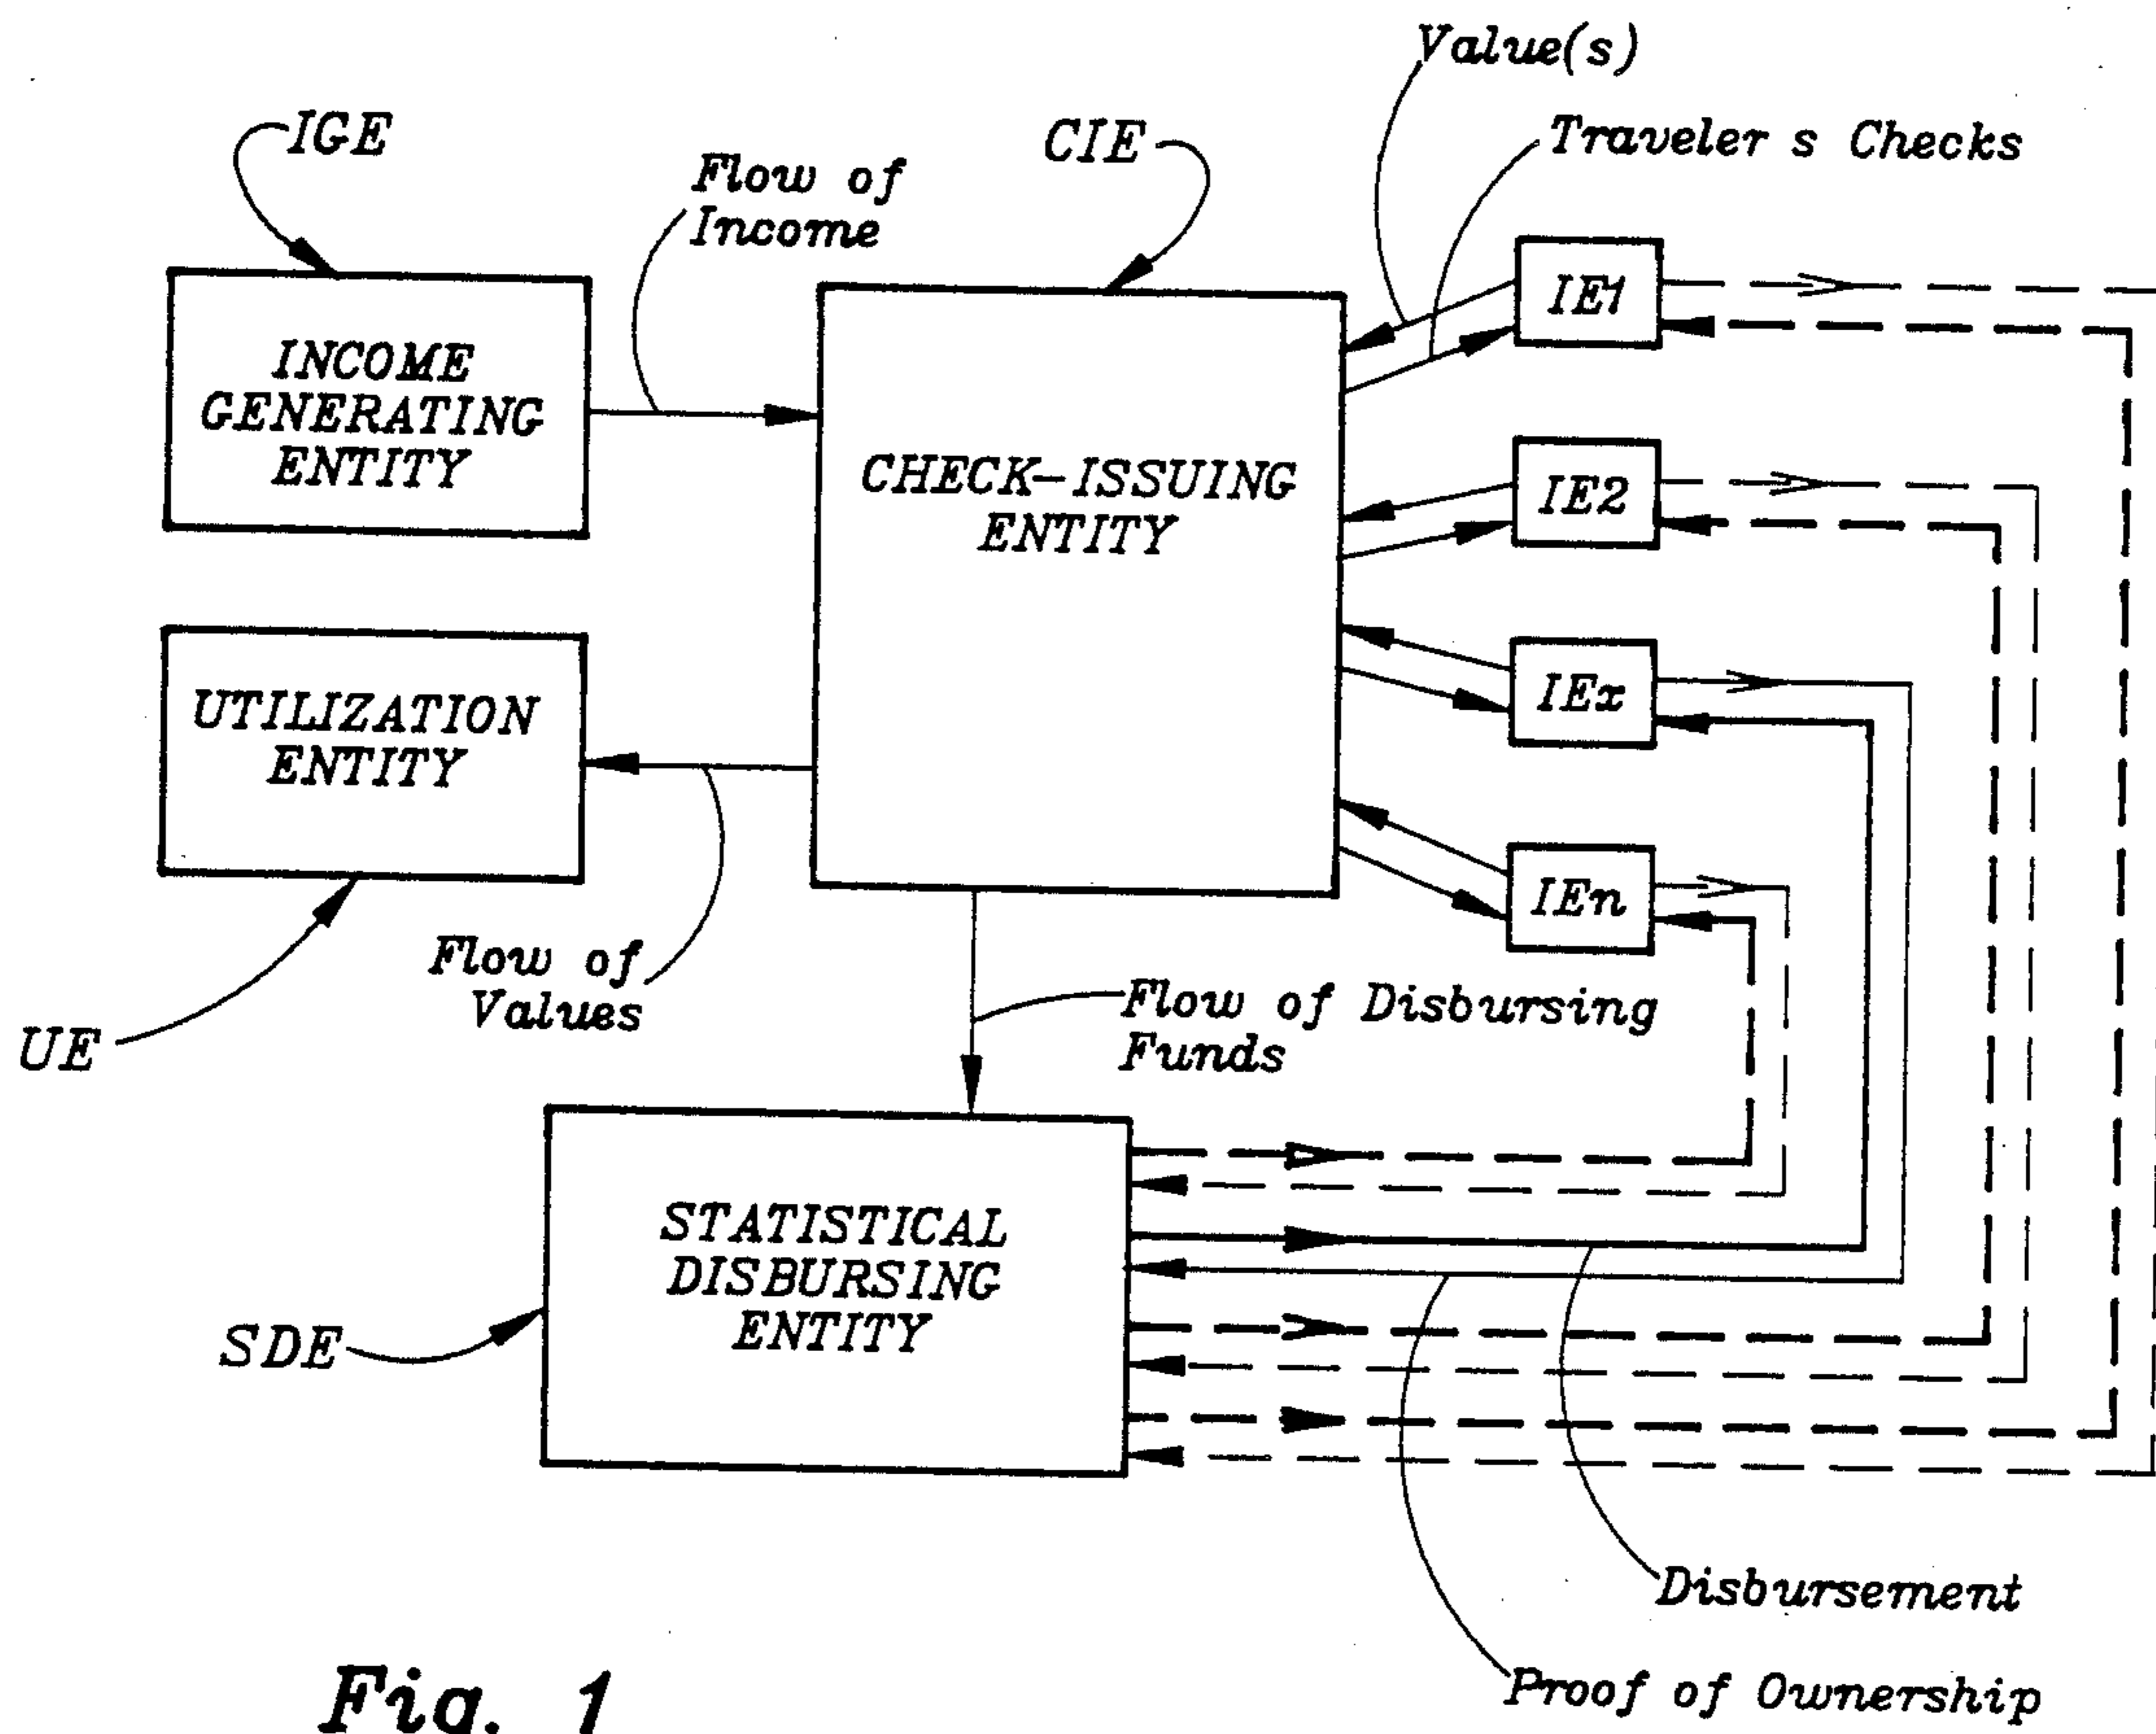 Value(s)
Traveler s Checks
IGE
CIE
Flow of
Income
INCOME
GENERATING
ENTITY
CHECK-ISSUING
ENTITY
IE1
IE2
IEx
IEn
UTILIZATION
ENTITY
Flow of
Values
UE
Flow of Disbursing
Funds
STATISTICAL
DISBURSING
ENTITY
SDE
Disbursement
Proof of Ownership
Fig. 1